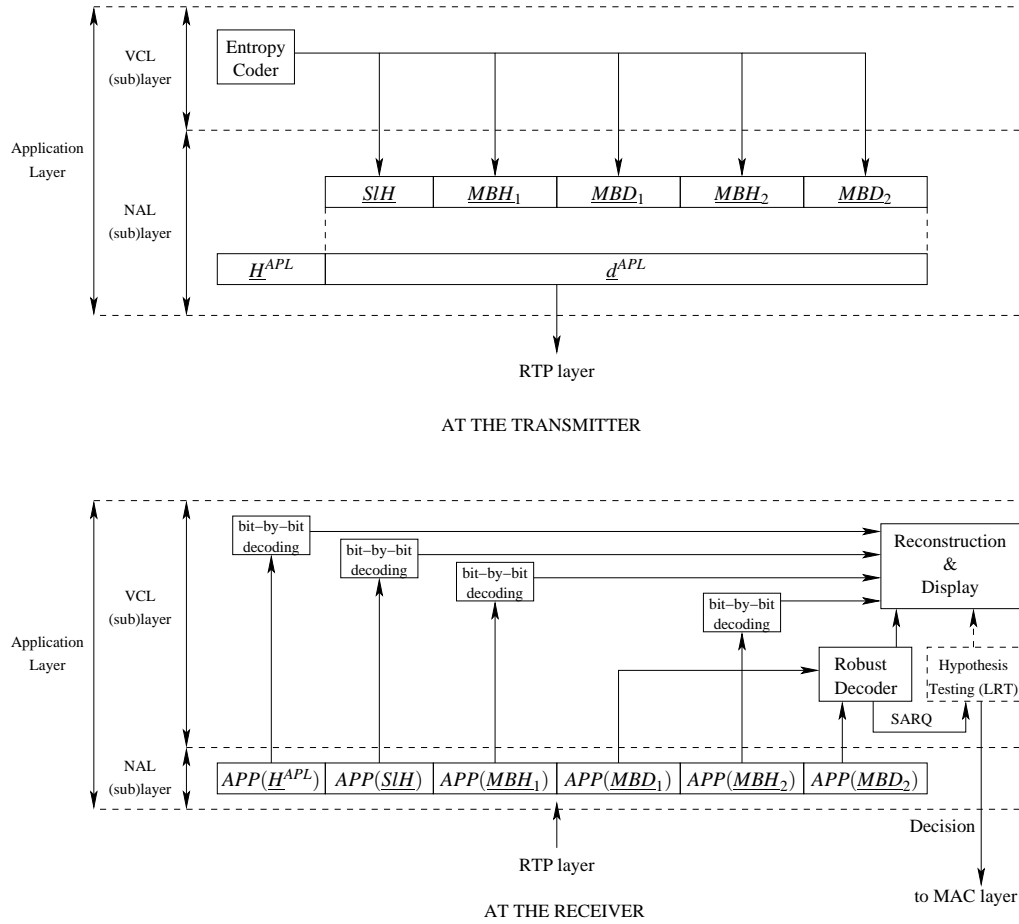 VCL
(sub)layer
Entropy
Coder
Application
Layer
NAL
(sub)layer
SlH
MBH₁
MBD₁
MBH₂
MBD₂
H^APL
d^APL
RTP layer
AT THE TRANSMITTER
bit-by-bit
decoding
bit-by-bit
decoding
bit-by-bit
decoding
bit-by-bit
decoding
Reconstruction
&
Display
VCL
(sub)layer
Application
Layer
Robust
Decoder
Hypothesis
Testing (LRT)
SARQ
NAL
(sub)layer
APP(H^APL)
APP(SlH)
APP(MBH₁)
APP(MBD₁)
APP(MBH₂)
APP(MBD₂)
Decision
RTP layer
to MAC layer
AT THE RECEIVER